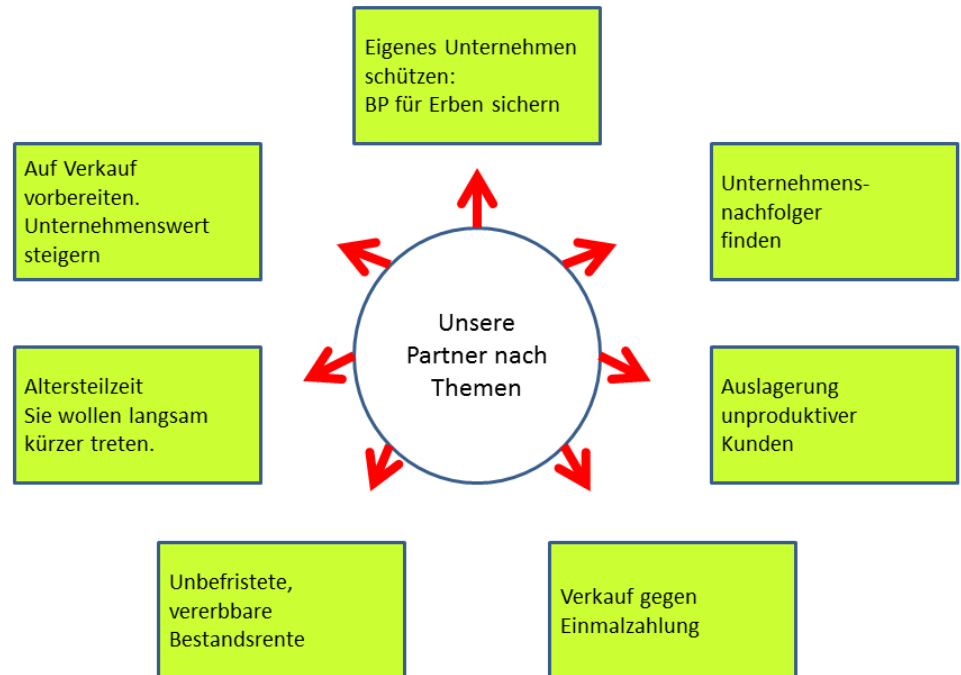 Eigenes Unternehmen
schützen:
BP für Erben sichern
Auf Verkauf
vorbereiten.
Unternehmenswert
steigern
Unternehmens-
nachfolger
finden
Unsere
Partner nach
Themen
Altersteilzeit
Sie wollen langsam
kürzer treten.
Auslagerung
unproduktiver
Kunden
Unbefristete,
vererbbare
Bestandsrente
Verkauf gegen
Einmalzahlung